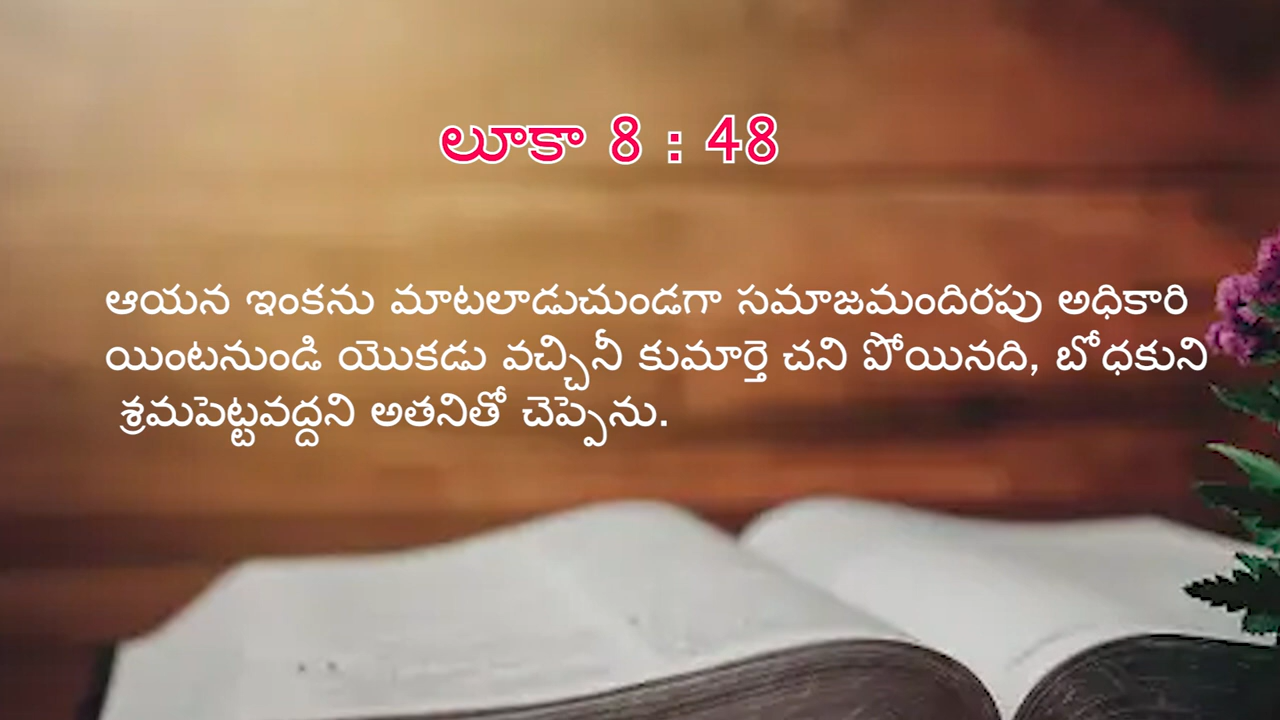 లూకా 8 : 48
ఆయన ఇంకను మాటలాడుచుండగా సమాజమందిరపు అధికారి
యింటనుండి యొకడు వచ్చినీ కుమార్తె చని పోయినది, బోధకుని
శ్రమపెట్టవద్దని అతనితో చెప్పెను.